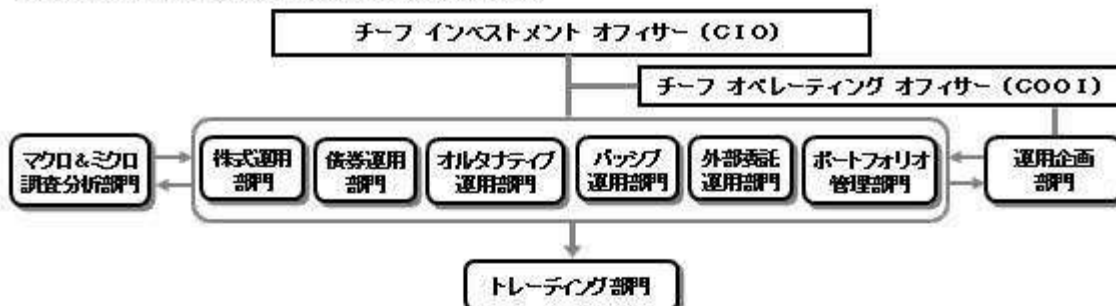 チーフ インベストメント オフィサー (CIO)
チーフ オペレーティング オフィサー (COOI)
マクロ&ミクロ
調査分析部門
株式運用
部門
債券運用
部門
オルタナティブ
運用部門
パッシブ
運用部門
外部委託
運用部門
ポートフォリオ
管理部門
運用企画
部門
トレーディング部門